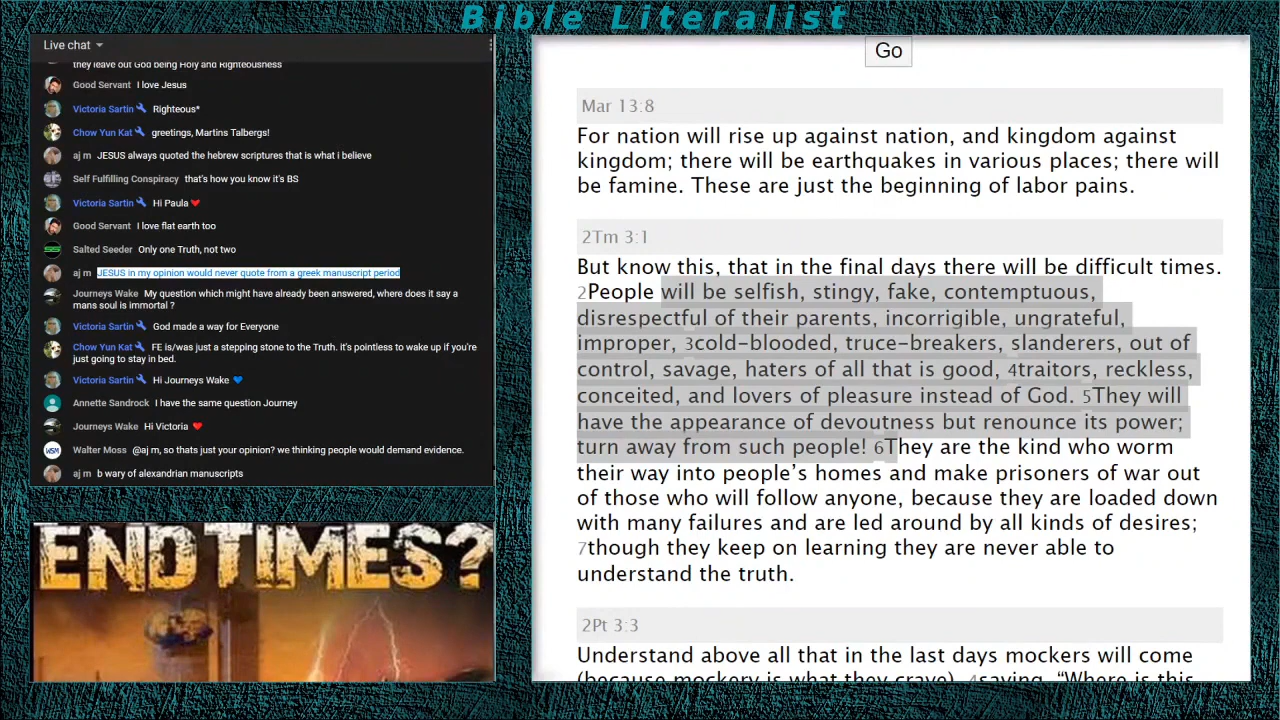 Bible Literalist
Live chat
they leave out God being Holy and Righteousness
Good Servant I love Jesus
Victoria Sartin Righteous*
Chow Yun Kat greetings, Martins Talbergs!
aj m JESUS always quoted the hebrew scriptures that is what i believe
Self Fulfilling Conspiracy that's how you know it's BS
Victoria Sartin Hi Paula ❤
Good Servant I love flat earth too
Salted Seeder Only one Truth, not two
aj m JESUS in my opinion would never quote from a greek manuscript period
Journeys Wake My question which might have already been answered, where does it say a
mans soul is immortal ?
Victoria Sartin God made a way for Everyone
Chow Yun Kat FE is/was just a stepping stone to the Truth. it's pointless to wake up if you're
just going to stay in bed.
Victoria Sartin Hi Journeys Wake 💙
Annette Sandrock I have the same question Journey
Journeys Wake Hi Victoria ❤
WSM Walter Moss @aj m, so thats just your opinion? we thinking people would demand evidence.
aj m b wary of alexandrian manuscripts
END TIMES?
Go
Mar 13:8
For nation will rise up against nation, and kingdom against
kingdom; there will be earthquakes in various places; there will
be famine. These are just the beginning of labor pains.
2Tm 3:1
But know this, that in the final days there will be difficult times.
2People will be selfish, stingy, fake, contemptuous,
disrespectful of their parents, incorrigible, ungrateful,
improper, 3cold-blooded, truce-breakers, slanderers, out of
control, savage, haters of all that is good, 4traitors, reckless,
conceited, and lovers of pleasure instead of God. 5They will
have the appearance of devoutness but renounce its power;
turn away from such people! 6They are the kind who worm
their way into people's homes and make prisoners of war out
of those who will follow anyone, because they are loaded down
with many failures and are led around by all kinds of desires;
7though they keep on learning they are never able to
understand the truth.
2Pt 3:3
Understand above all that in the last days mockers will come
(because mockery is what they crave), 4saying, "Where is this